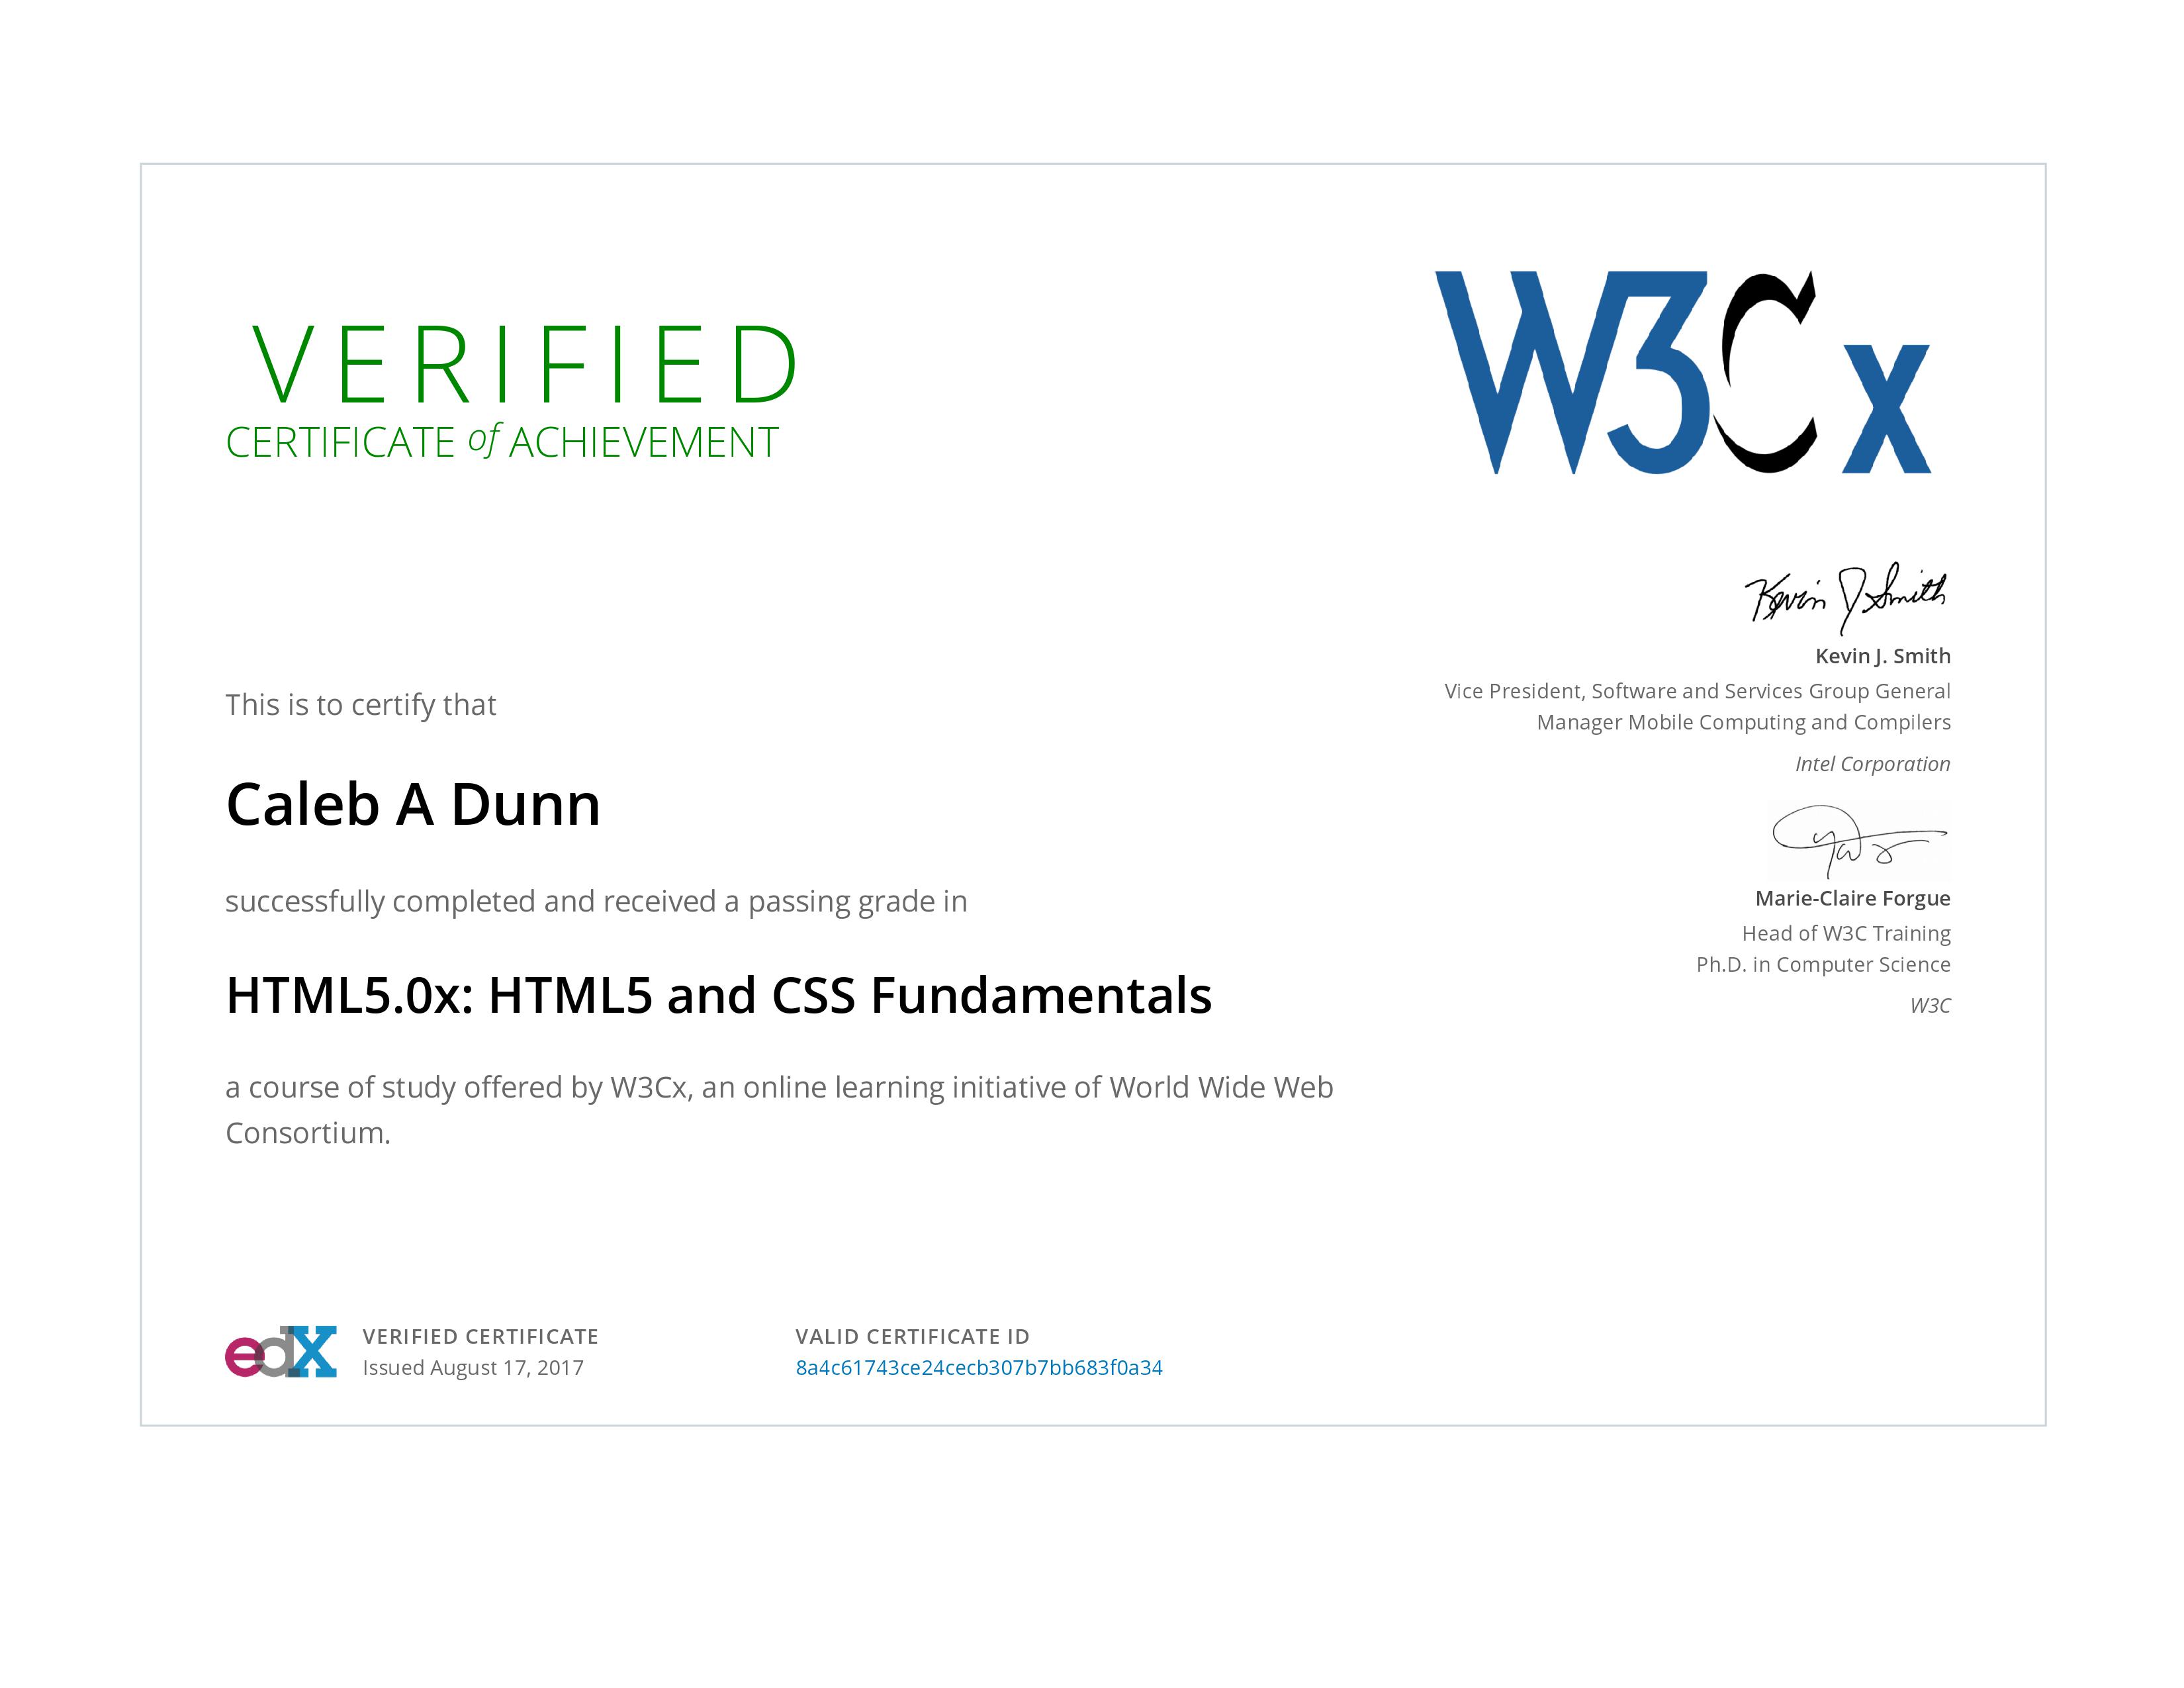 VERIFIED
CERTIFICATE of ACHIEVEMENT
W3Cx
This is to certify that
Caleb A Dunn
successfully completed and received a passing grade in
HTML5.0x: HTML5 and CSS Fundamentals
a course of study offered by W3Cx, an online learning initiative of World Wide Web
Consortium.
Kevin J Smith
Kevin J. Smith
Vice President, Software and Services Group General
Manager Mobile Computing and Compilers
Intel Corporation
Marie-Claire Forgue
Head of W3C Training
Ph.D. in Computer Science
W3C
edX
VERIFIED CERTIFICATE
Issued August 17, 2017
VALID CERTIFICATE ID
8a4c61743ce24cecb307b7bb683f0a34